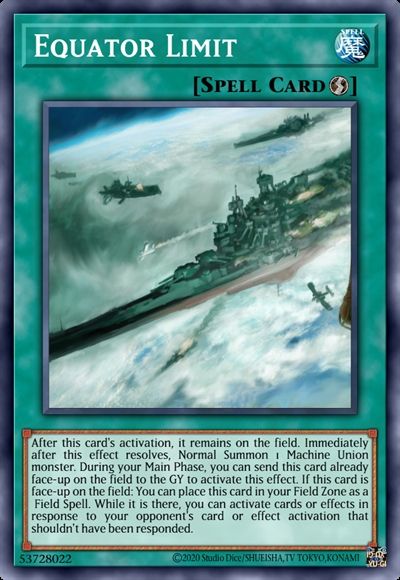 EQUATOR LIMIT
SPELL
魔
[SPELL CARD]
After this card's activation, it remains on the field. Immediately
after this effect resolves, Normal Summon 1 Machine Union
monster. During your Main Phase, you can send this card already
face-up on the field to the GY to activate this effect. If this card is
face-up on the field: You can place this card in your Field Zone as a
Field Spell. While it is there, you can activate cards or effects in
response to your opponent's card or effect activation that
shouldn't have been responded.
53728022
©2020 Studio Dice/SHUEISHA,TV TOKYO,KONAMI